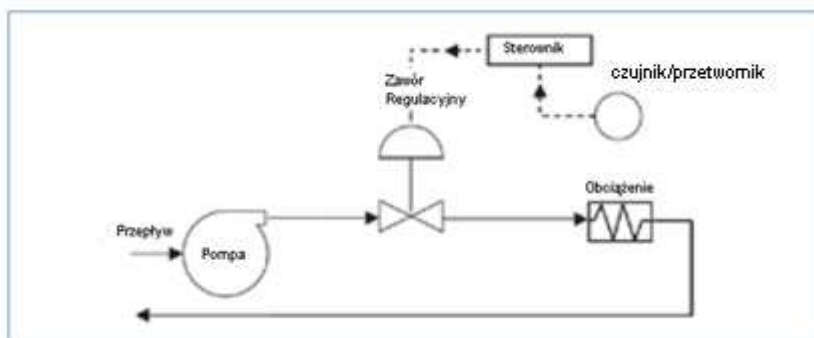 Sterownik
czujnik/przetwornik
Zawór
Regulacyjny
Obciążenie
Przepływ
Pompa